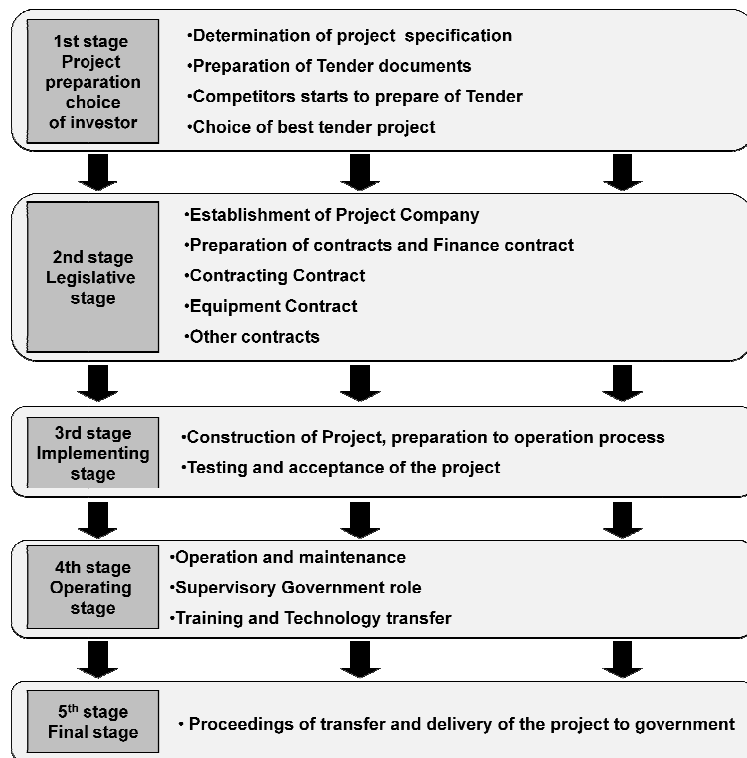 1st stage
Project
preparation
choice
of investor
•Determination of project specification
•Preparation of Tender documents
•Competitors starts to prepare of Tender
•Choice of best tender project
2nd stage
Legislative
stage
•Establishment of Project Company
•Preparation of contracts and Finance contract
•Contracting Contract
•Equipment Contract
•Other contracts
3rd stage
Implementing
stage
•Construction of Project, preparation to operation process
•Testing and acceptance of the project
4th stage
Operating
stage
•Operation and maintenance
•Supervisory Government role
•Training and Technology transfer
5th stage
Final stage
• Proceedings of transfer and delivery of the project to government